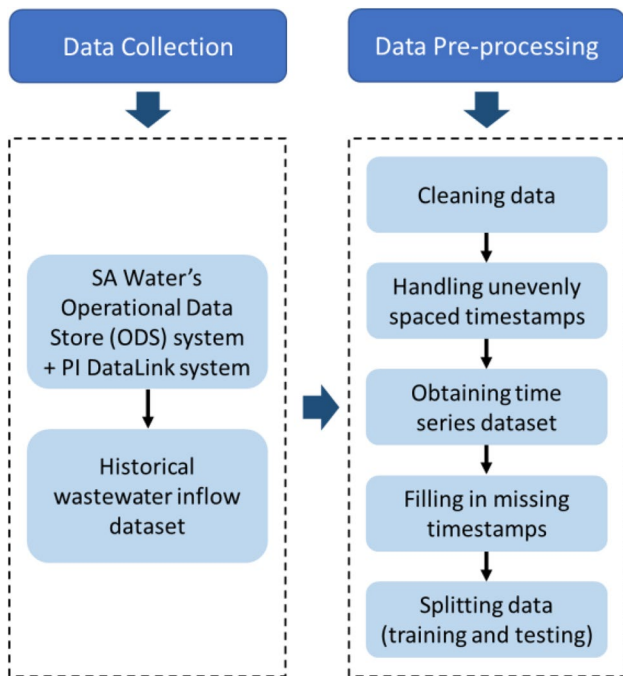 Data Collection
Data Pre-processing
SA Water's
Operational Data
Store (ODS) system
+ PI DataLink system
Historical
wastewater inflow
dataset
Cleaning data
Handling unevenly
spaced timestamps
Obtaining time
series dataset
Filling in missing
timestamps
Splitting data
(training and testing)